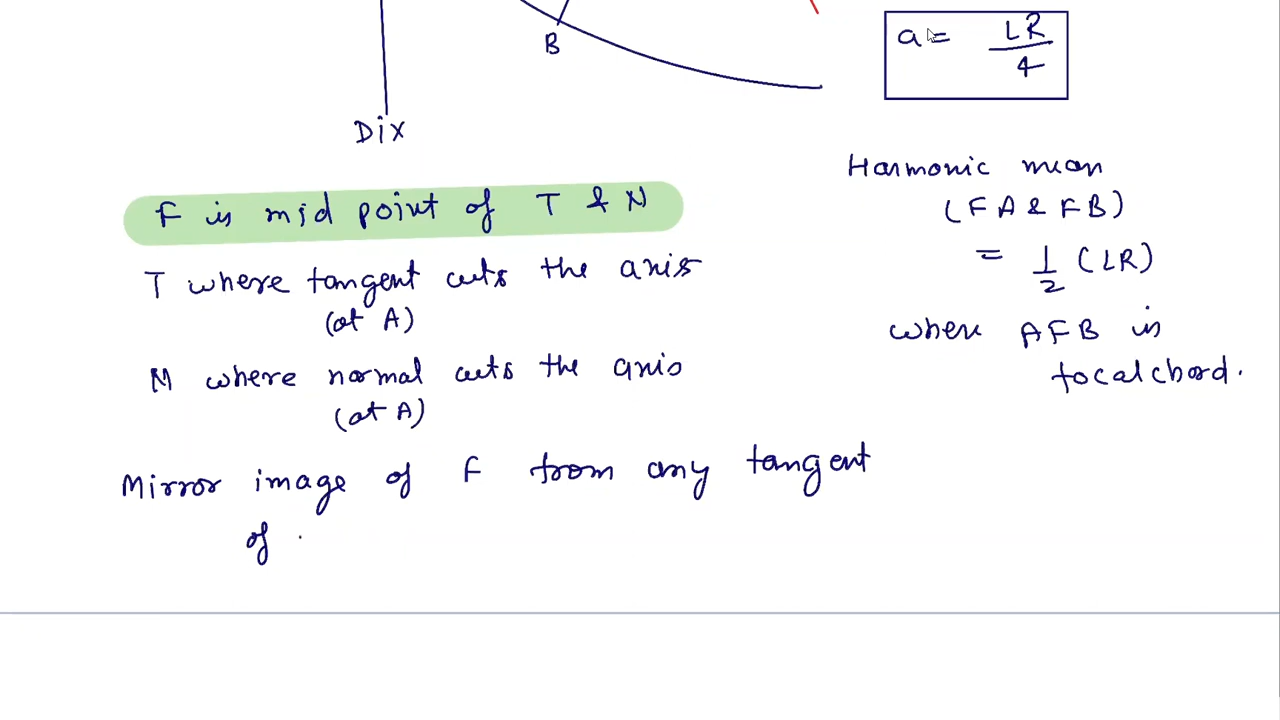 B
a = LR/4
Dix
F is mid point of T & N
T where tangent cuts the axis
(at A)
N where normal cuts the axis
(at A)
Mirror image of F from any tangent
of .
Harmonic mean
(FA & FB)
= 1/2 (LR)
where AFB is
focal chord.